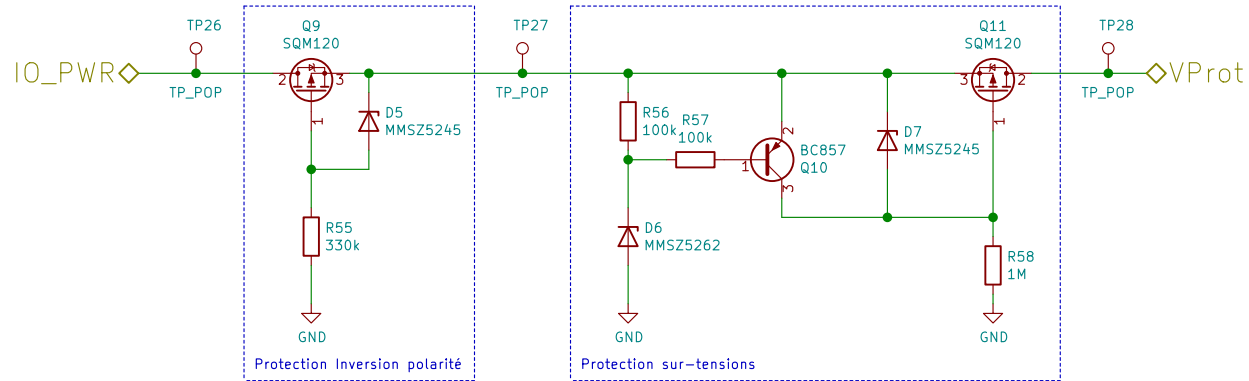 TP26
Q9
SQM120
TP27
Q11
SQM120
TP28
IO_PWR
2
3
3
2
VProt
TP_POP
TP_POP
TP_POP
1
D5
MMSZ5245
R56
100k
R57
100k
2
1
3
BC857
Q10
D7
MMSZ5245
1
R55
330k
D6
MMSZ5262
R58
1M
GND
GND
GND
Protection Inversion polarité
Protection sur-tensions